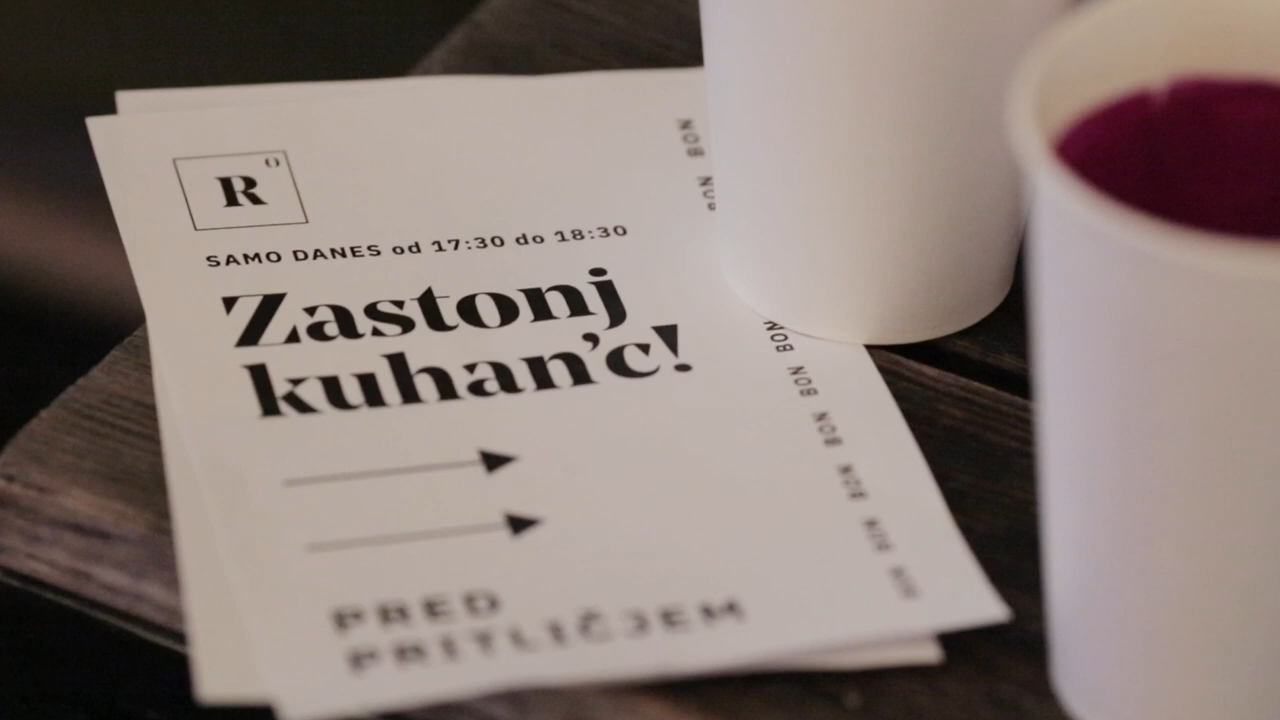 R O
SAMO DANES od 17:30 do 18:30
Zastonj
kuhan'c!
PRED
PRITLIČJEM
BON
BON BON BON BON BON BON